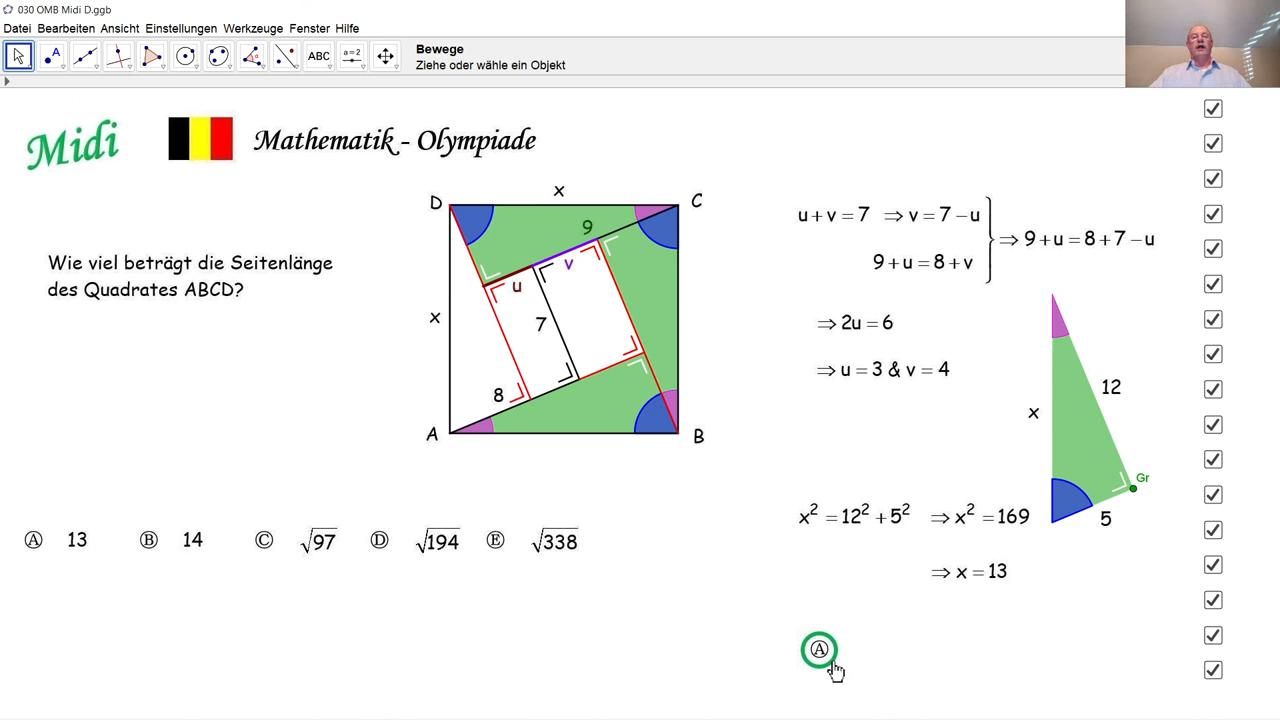 030 OMB Midi D.ggb
Datei Bearbeiten Ansicht Einstellungen Werkzeuge Fenster Hilfe
A
ABC
a=2
Bewege
Ziehe oder wähle ein Objekt
Midi
Mathematik - Olympiade
Wie viel beträgt die Seitenlänge
des Quadrates ABCD?
D
x
C
9
v
u
x
7
8
A
B
u+v=7 ⇒v=7-u
9+u=8+v
⇒9+u=8+7-u
⇒2u=6
⇒u=3 & v=4
12
x
Gr
5
x²=12²+5² ⇒x²=169
⇒x=13
Ⓐ 13 Ⓑ 14 Ⓒ √97 Ⓓ √194 Ⓔ √338
Ⓐ